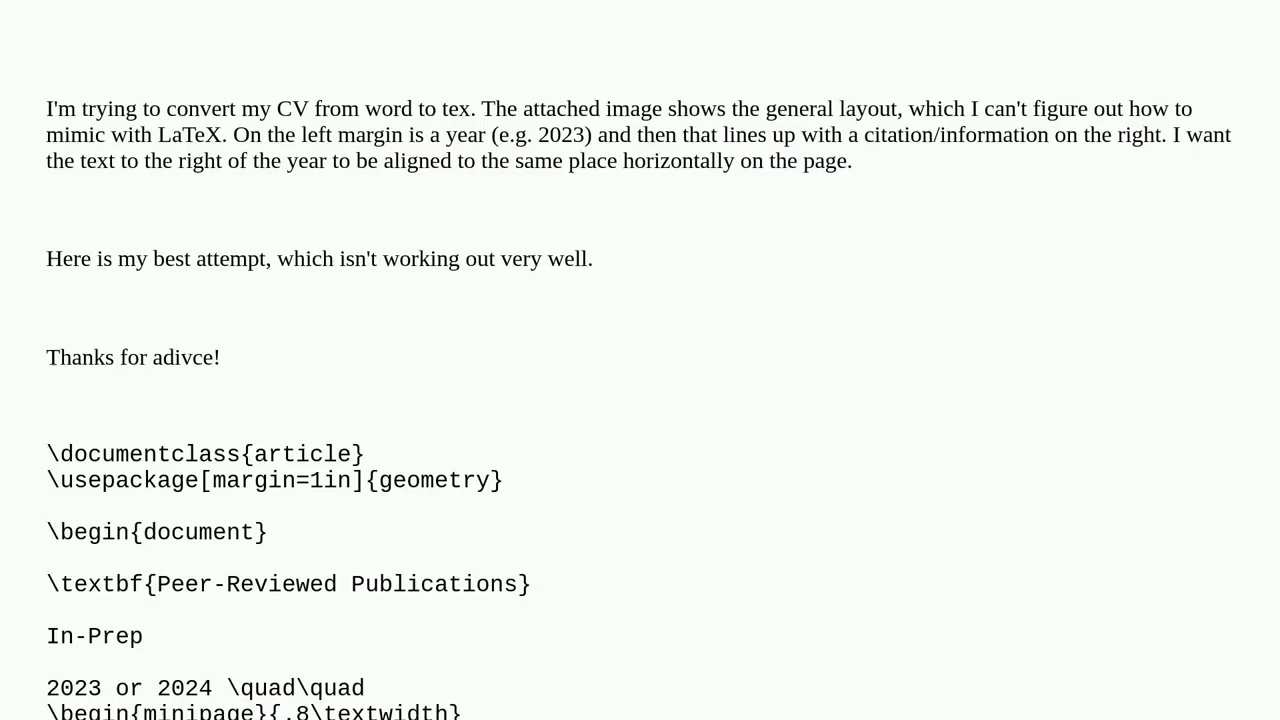 I'm trying to convert my CV from word to tex. The attached image shows the general layout, which I can't figure out how to
mimic with LaTeX. On the left margin is a year (e.g. 2023) and then that lines up with a citation/information on the right. I want
the text to the right of the year to be aligned to the same place horizontally on the page.
Here is my best attempt, which isn't working out very well.
Thanks for adivce!
\documentclass{article}
\usepackage[margin=1in]{geometry}
\begin{document}
\textbf{Peer-Reviewed Publications}
In-Prep
2023 or 2024 \quad\quad
\begin{minipage}{.8\textwidth}